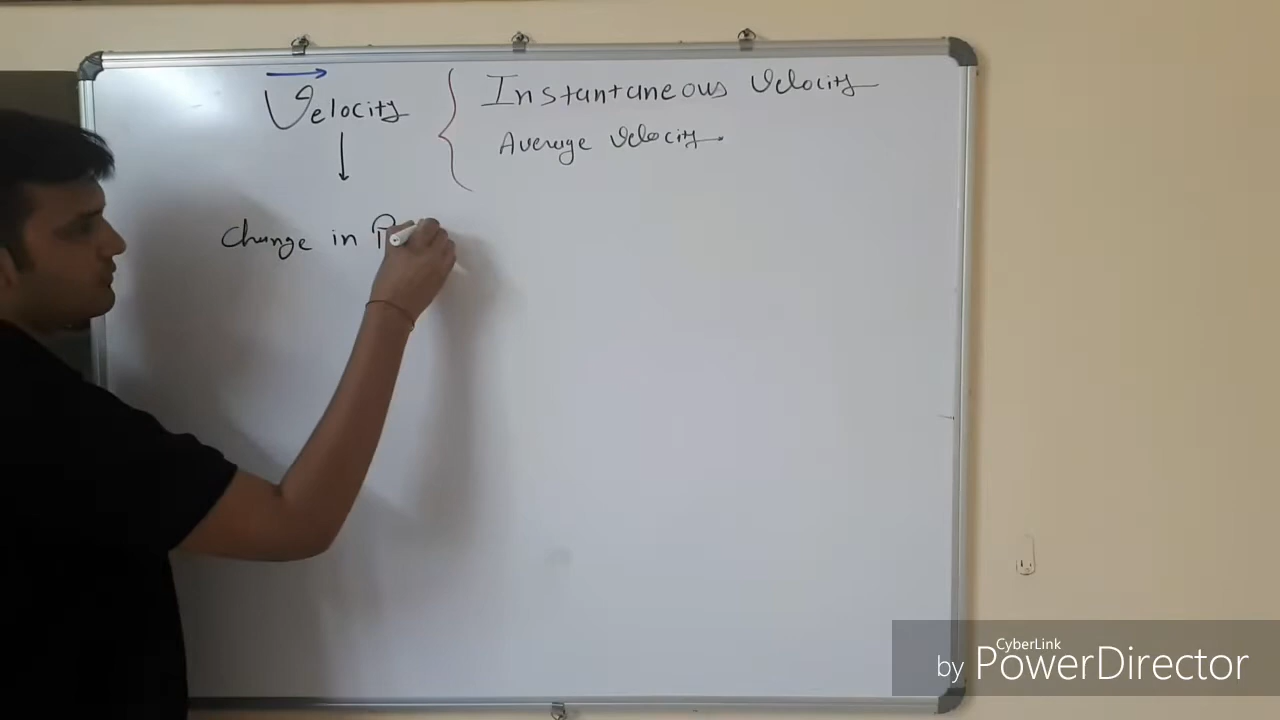 Velocity
Instantaneous Velocity
Average Velocity
Change in P
CyberLink
by PowerDirector